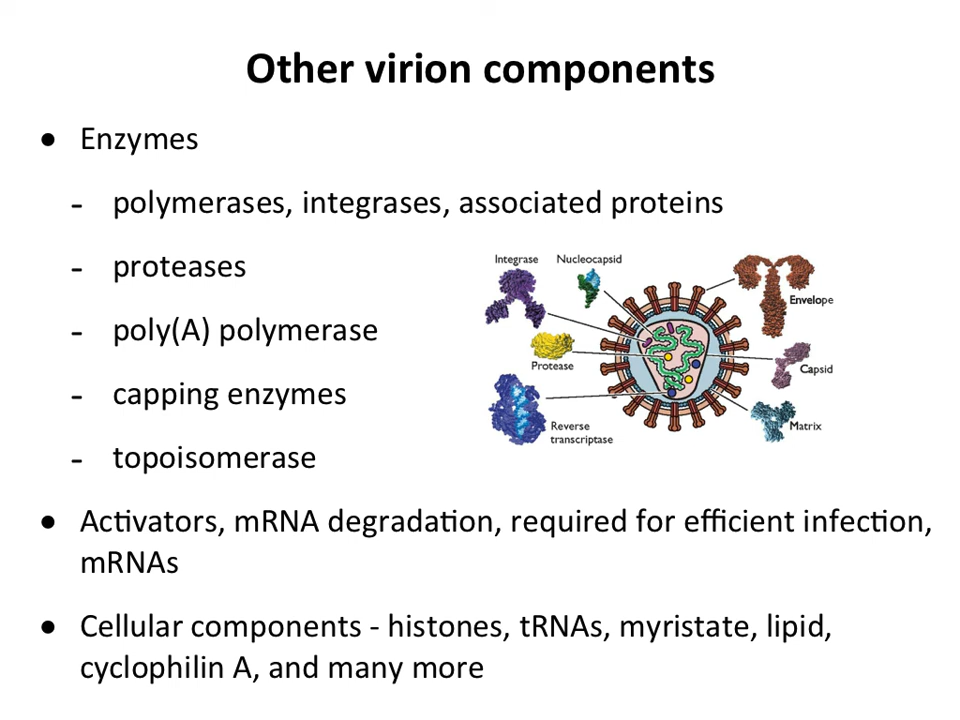 Other virion components
• Enzymes
- polymerases, integrases, associated proteins
- proteases
- poly(A) polymerase
- capping enzymes
- topoisomerase
Integrase
Nucleocapsid
Envelope
Protease
Capsid
Reverse
transcriptase
Matrix
• Activators, mRNA degradation, required for efficient infection,
mRNAs
• Cellular components - histones, tRNAs, myristate, lipid,
cyclophilin A, and many more